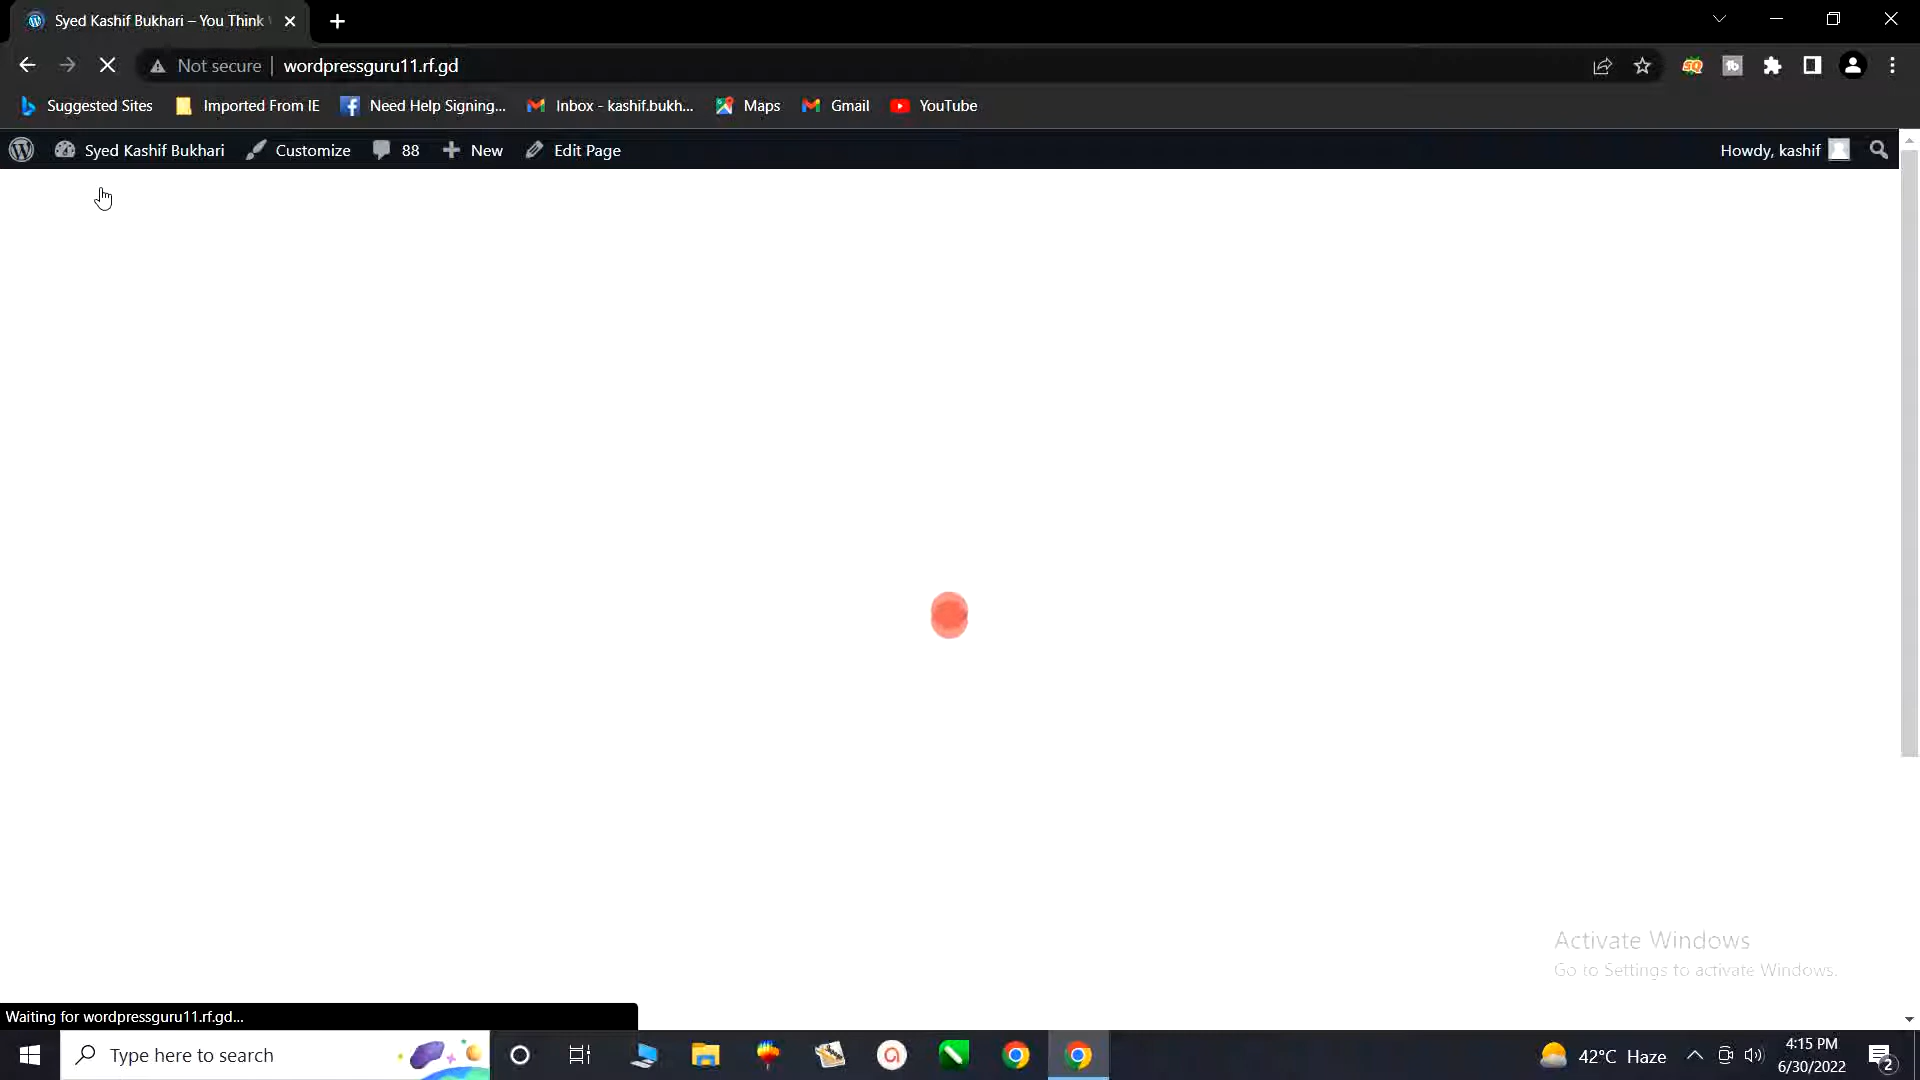 Syed Kashif Bukhari – You Think
Not secure
wordpressguru11.rf.gd
SQ
tb
Suggested Sites
Imported From IE
Need Help Signing...
Inbox - kashif.bukh...
Maps
Gmail
YouTube
Syed Kashif Bukhari
Customize
88
New
Edit Page
Howdy, kashif
Activate Windows
Go to Settings to activate Windows.
Waiting for wordpressguru11.rf.gd...
Type here to search
42°C Haze
4:15 PM
6/30/2022
2